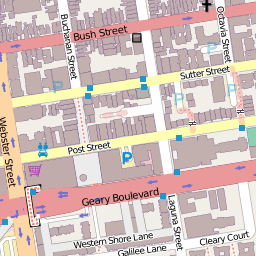 Buchanan Street
Octavia Street
Bush Street
Sutter Street
P
P
Webster Street
Post Street
P
Geary Boulevard
Laguna Street
Western Shore Lane
Cleary Court
Galilee Lane